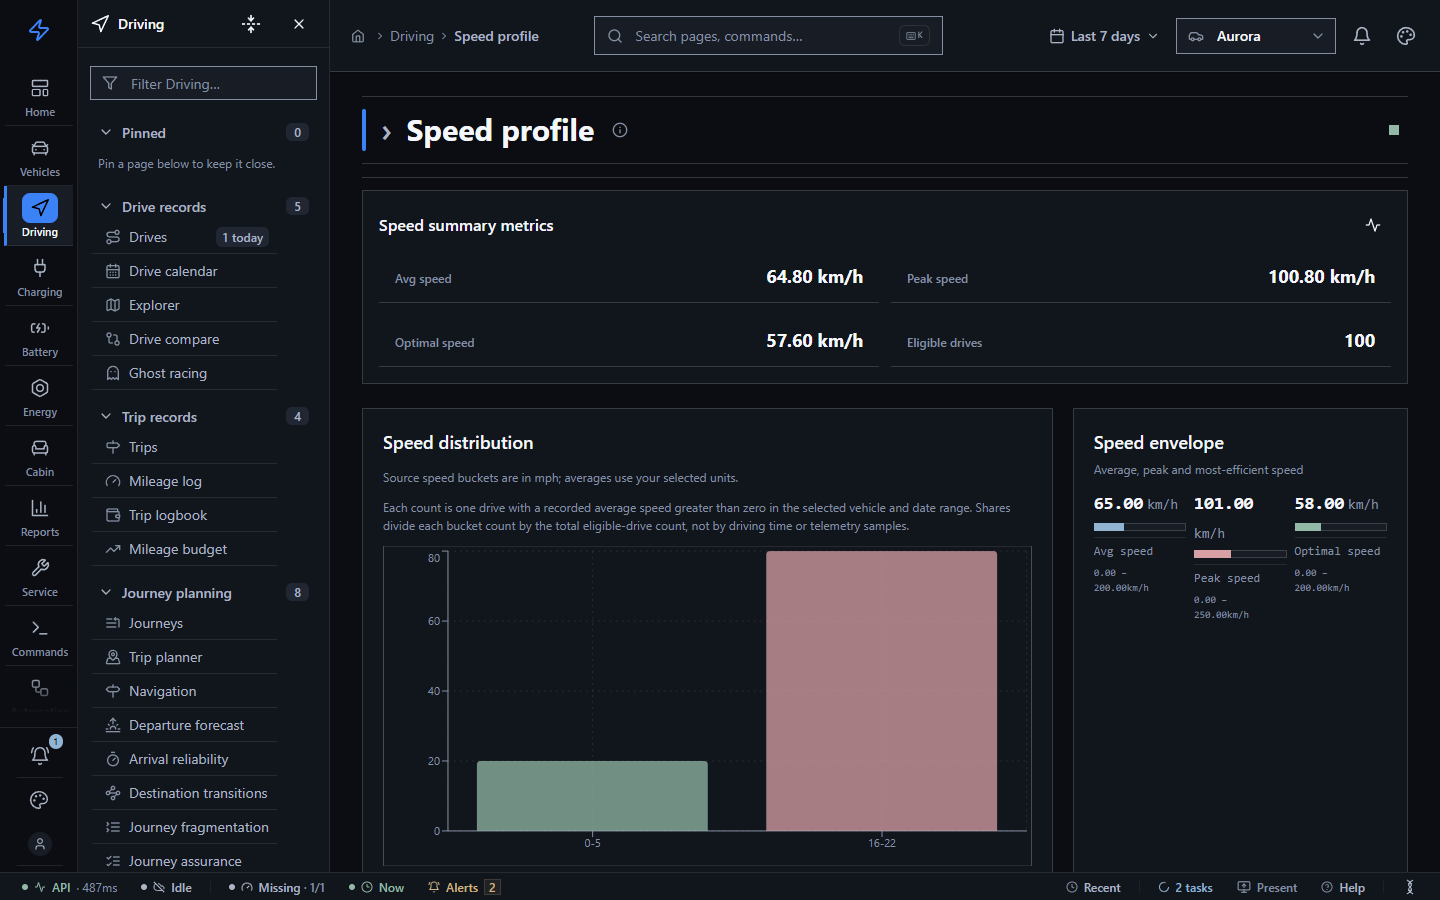 Home
Vehicles
Driving
Charging
Battery
Energy
Cabin
Reports
Service
Commands
1
Driving
Filter Driving...
Pinned 0
Pin a page below to keep it close.
Drive records 5
Drives 1 today
Drive calendar
Explorer
Drive compare
Ghost racing
Trip records 4
Trips
Mileage log
Trip logbook
Mileage budget
Journey planning 8
Journeys
Trip planner
Navigation
Departure forecast
Arrival reliability
Destination transitions
Journey fragmentation
Journey assurance
Driving Speed profile
Search pages, commands... K
Last 7 days
Aurora
Speed profile
Speed summary metrics
Avg speed 64.80 km/h
Peak speed 100.80 km/h
Optimal speed 57.60 km/h
Eligible drives 100
Speed distribution
Source speed buckets are in mph; averages use your selected units.
Each count is one drive with a recorded average speed greater than zero in the selected vehicle and date range. Shares
divide each bucket count by the total eligible-drive count, not by driving time or telemetry samples.
80
60
40
20
0
0-5 16-22
Speed envelope
Average, peak and most-efficient speed
65.00 km/h
Avg speed
0.00 –
200.00km/h
101.00
km/h
Peak speed
0.00 –
250.00km/h
58.00 km/h
Optimal speed
0.00 –
200.00km/h
API · 487ms Idle Missing · 1/1 Now Alerts 2 Recent 2 tasks Present Help